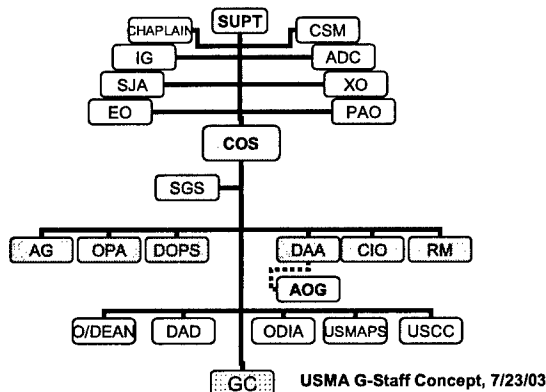 SUPT
CHAPLAIN CSM
IG ADC
SJA XO
EO PAO
COS
SGS
AG OPA DOPS DAA CIO RM
AOG
O/DEAN DAD ODIA USMAPS USCC
GC USMA G-Staff Concept, 7/23/03